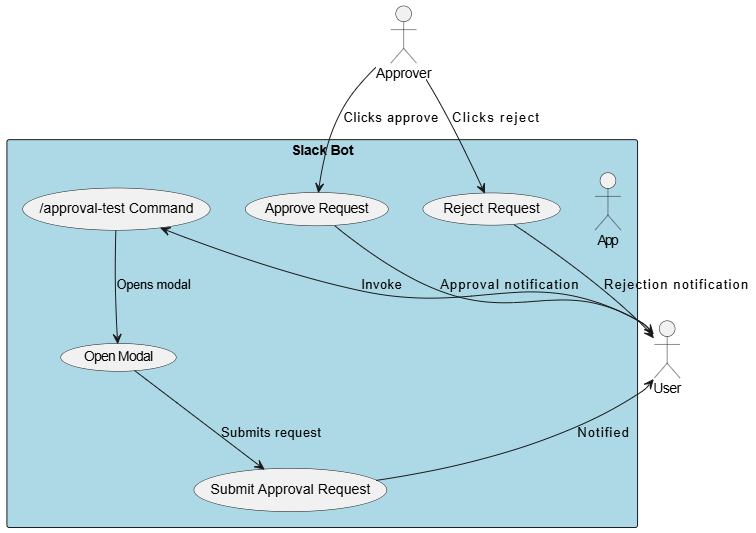 Approver
Clicks approve
Clicks reject
Slack Bot
/approval-test Command
Approve Request
Reject Request
App
Opens modal
Invoke
Approval notification
Rejection notification
Open Modal
User
Submits request
Notified
Submit Approval Request